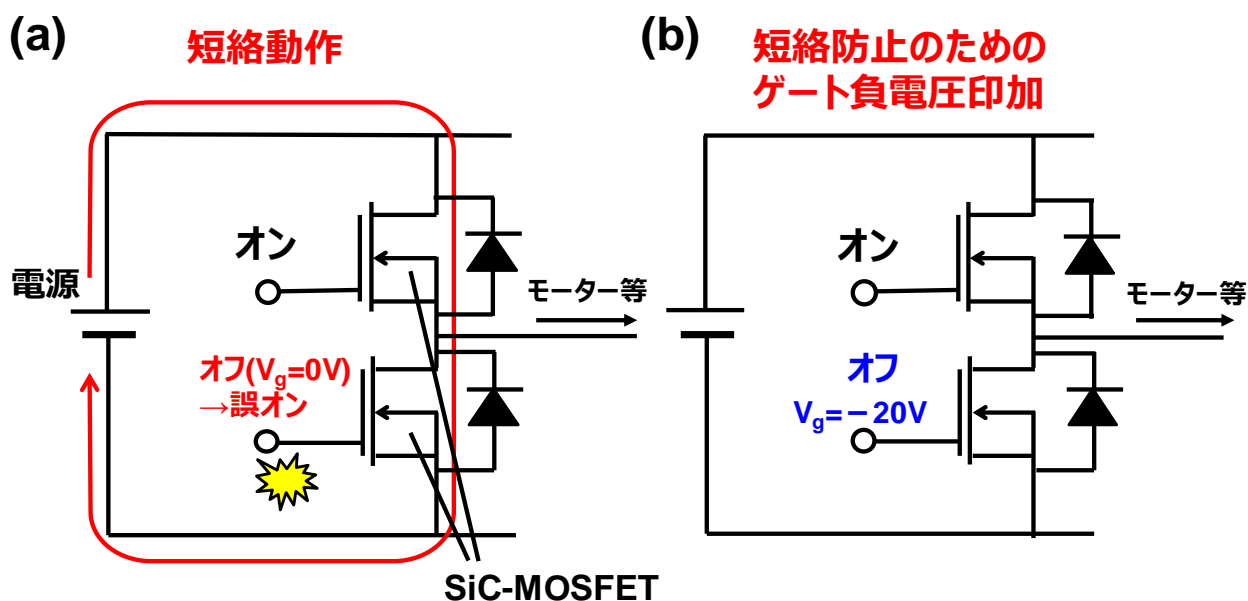 (a)
短絡動作
電源
オン
モーター等
オフ(Vg=0V)
→誤オン
SiC-MOSFET
(b)
短絡防止のための
ゲート負電圧印加
オン
モーター等
オフ
Vg=－20V